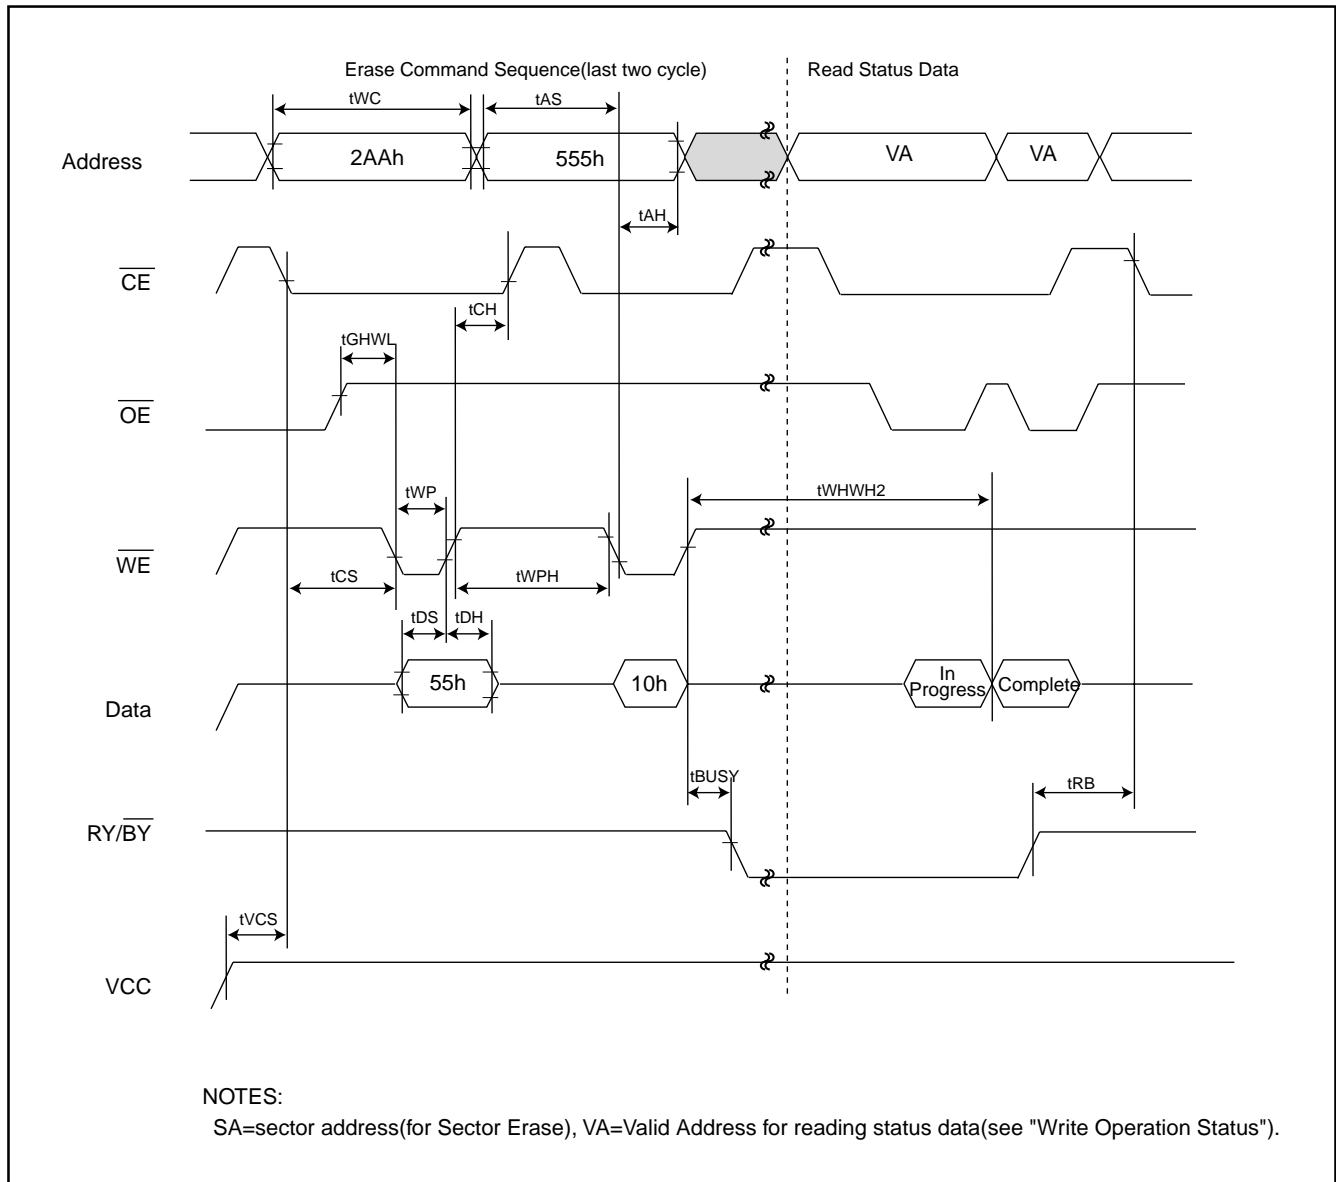 Erase Command Sequence(last two cycle) Read Status Data
tWC tAS
Address 2AAh 555h VA VA
tAH
CE
tCH
tGHWL
OE
tWP tWHWH2
WE
tCS tWPH
tDS tDH
Data 55h 10h In Progress Complete
tBUSY tRB
RY/BY
tVCS
VCC
NOTES:
SA=sector address(for Sector Erase), VA=Valid Address for reading status data(see "Write Operation Status").